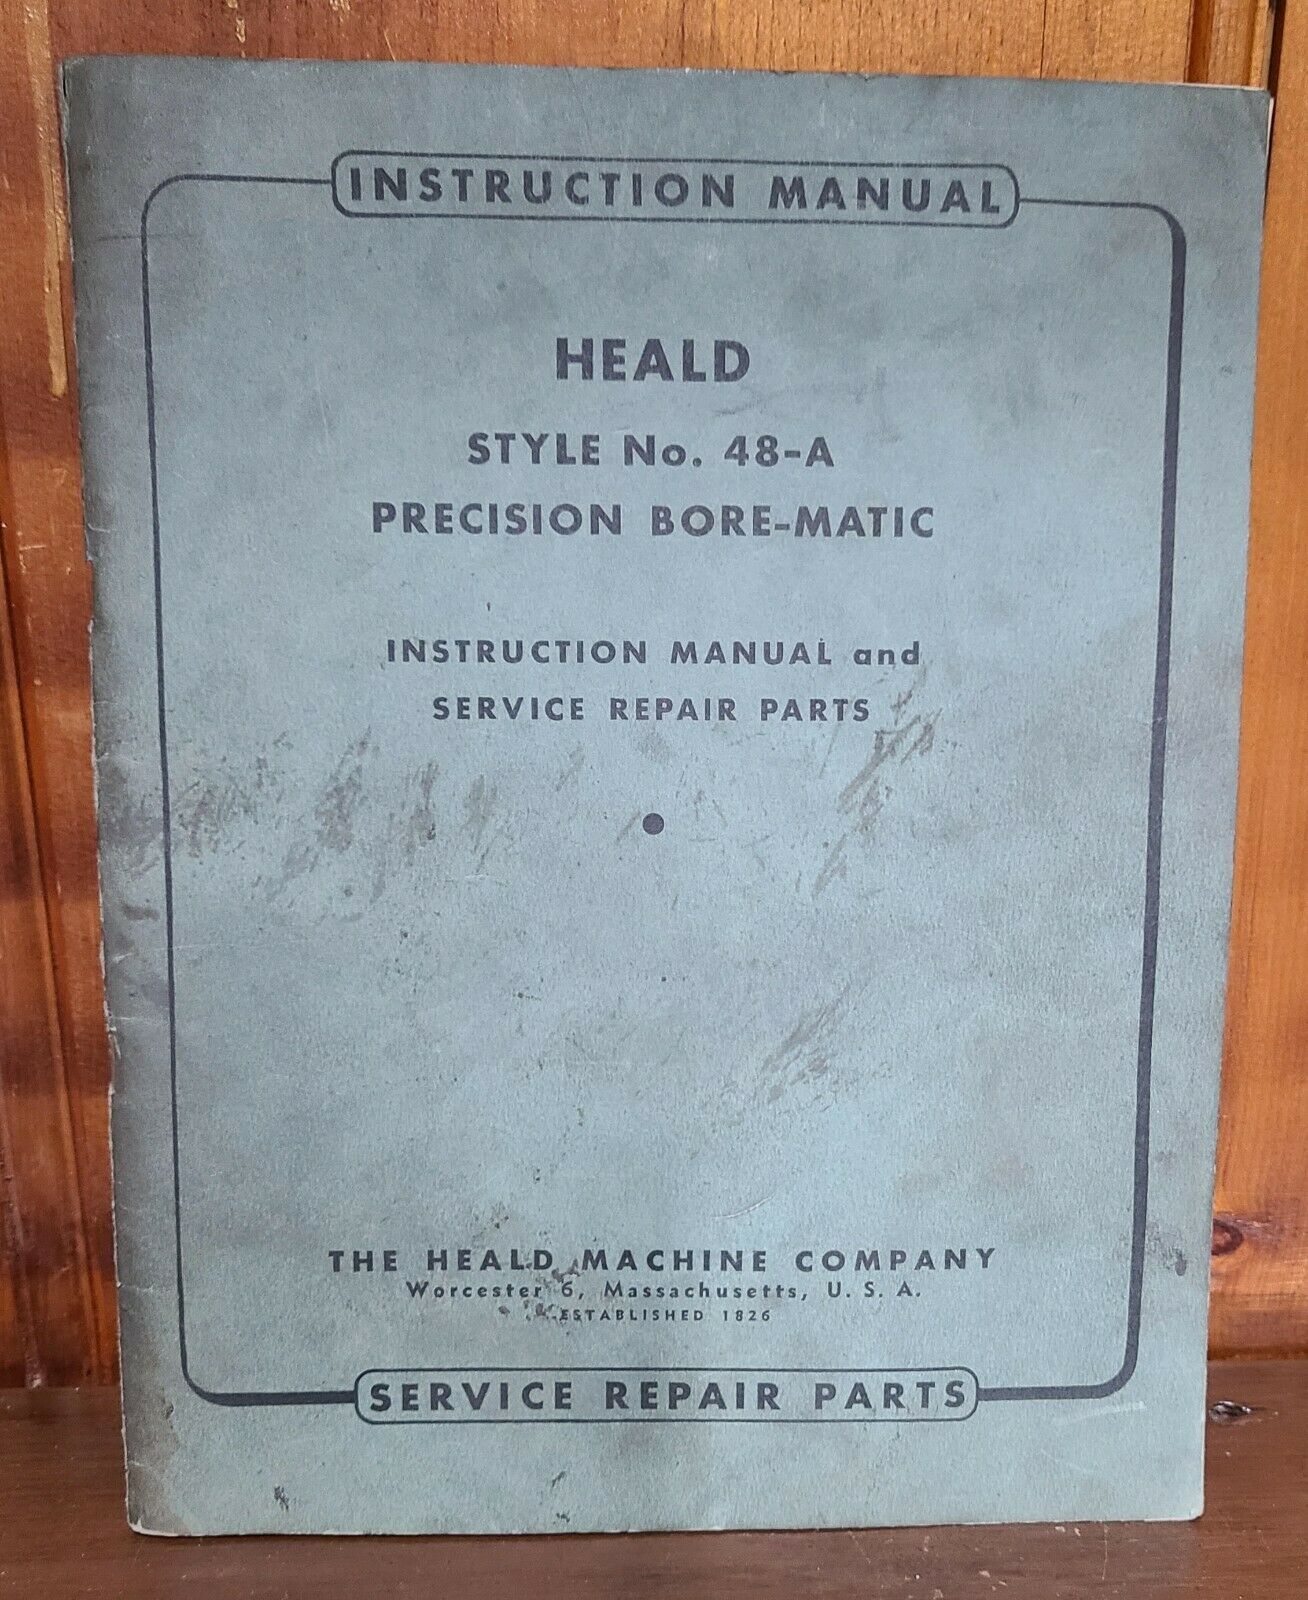 INSTRUCTION MANUAL
HEALD
STYLE No. 48-A
PRECISION BORE-MATIC
INSTRUCTION MANUAL and
SERVICE REPAIR PARTS
THE HEALD MACHINE COMPANY
Worcester 6, Massachusetts, U. S. A.
ESTABLISHED 1826
SERVICE REPAIR PARTS